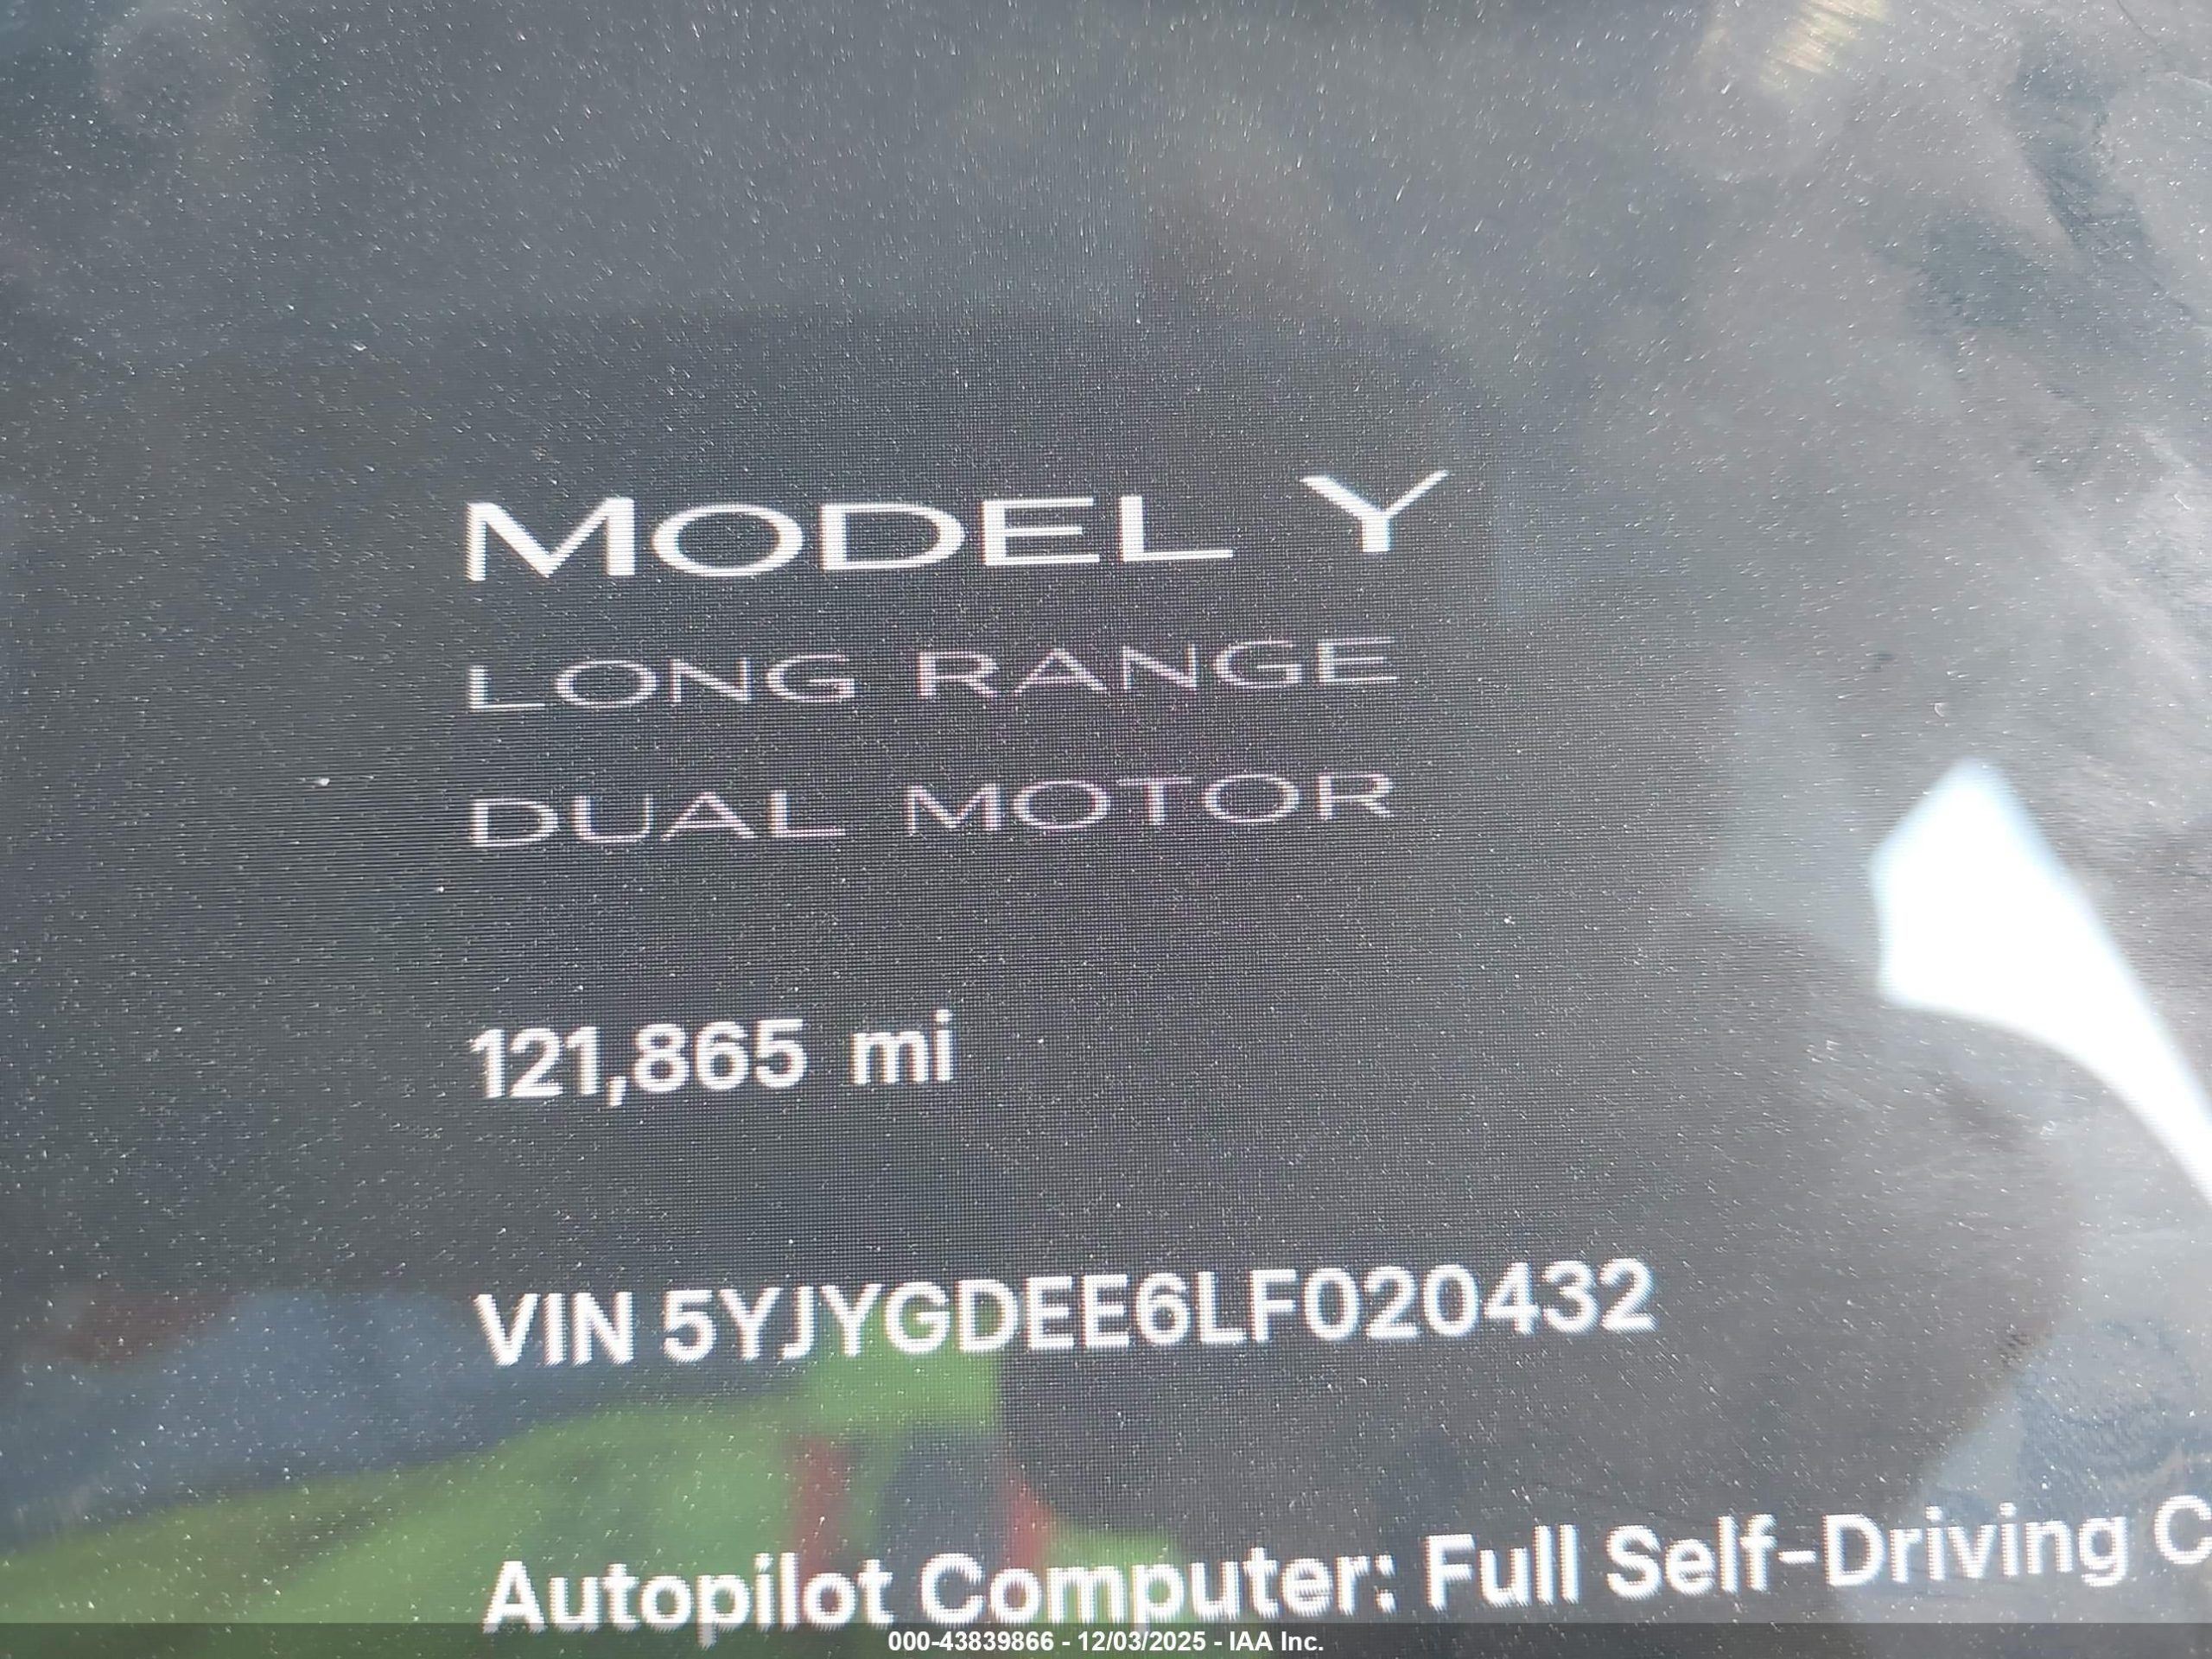 MODEL Y
LONG RANGE
DUAL MOTOR
121,865 mi
VIN 5YJYGDEE6LF020432
Autopilot Computer: Full Self-Driving C
000-43839866 - 12/03/2025 - IAA Inc.